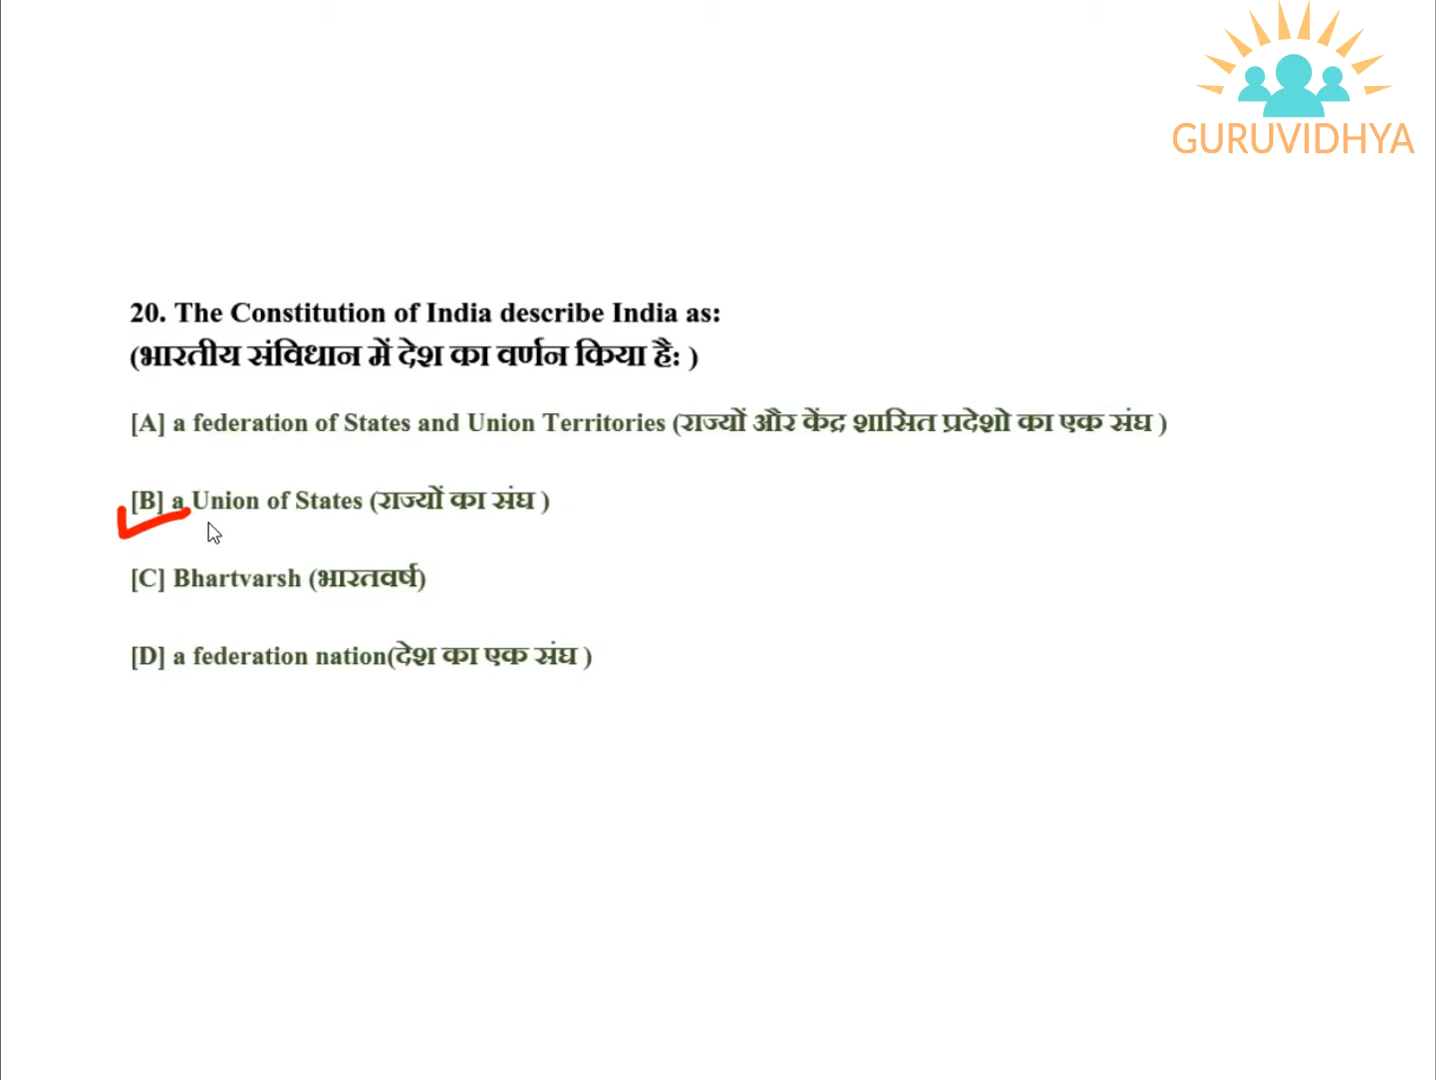 GURUVIDHYA
20. The Constitution of India describe India as:
(भारतीय संविधान में देश का वर्णन किया है: )
[A] a federation of States and Union Territories (राज्यों और केंद्र शासित प्रदेशो का एक संघ )
[B] a Union of States (राज्यों का संघ )
[C] Bhartvarsh (भारतवर्ष)
[D] a federation nation(देश का एक संघ )